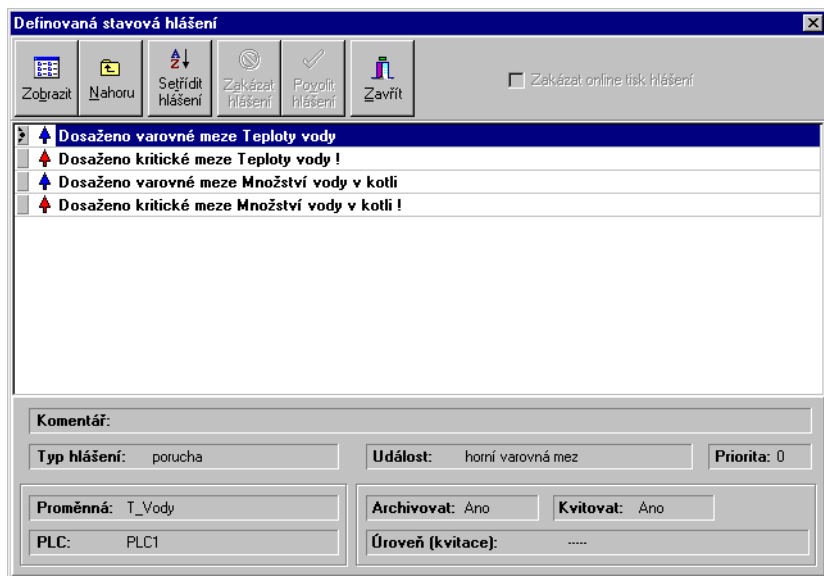 Definovaná stavová hlášení
Zobrazit
Nahoru
Setřídit
hlášení
Zakázat
hlášení
Povolit
hlášení
Zavřít
Zakázat online tisk hlášení
Dosaženo varovné meze Teploty vody
Dosaženo kritické meze Teploty vody !
Dosaženo varovné meze Množství vody v kotli
Dosaženo kritické meze Množství vody v kotli !
Komentář:
Typ hlášení: porucha
Událost: horní varovná mez
Priorita: 0
Proměnná: T_Vody
Archivovat: Ano
Kvitovat: Ano
PLC: PLC1
Úroveň (kvitace): -----